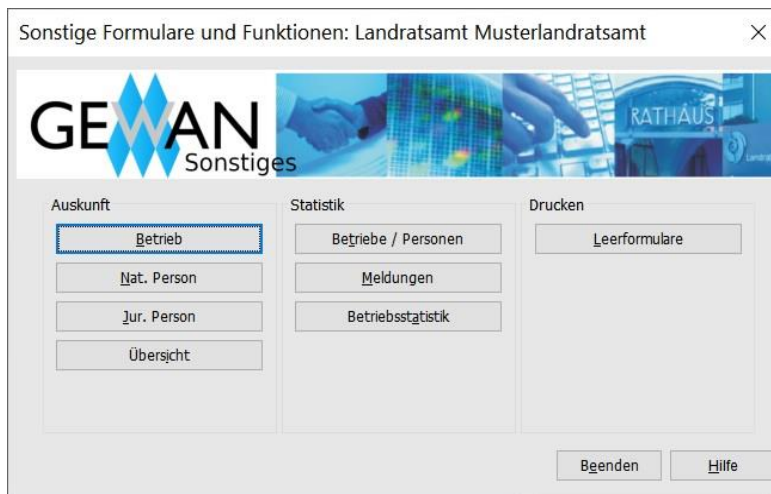 Sonstige Formulare und Funktionen: Landratsamt Musterlandratsamt
GEWAN
Sonstiges
RATHAUS
Auskunft
Betrieb
Nat. Person
Jur. Person
Übersicht
Statistik
Betriebe / Personen
Meldungen
Betriebsstatistik
Drucken
Leerformulare
Beenden
Hilfe